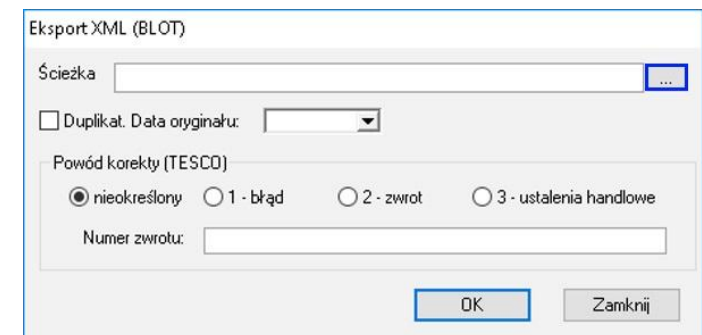 Eksport XML (BLOT)
Ścieżka ...
Duplikat. Data oryginału:
Powód korekty (TESCO)
nieokreślony 1 - błąd 2 - zwrot 3 - ustalenia handlowe
Numer zwrotu:
OK Zamknij